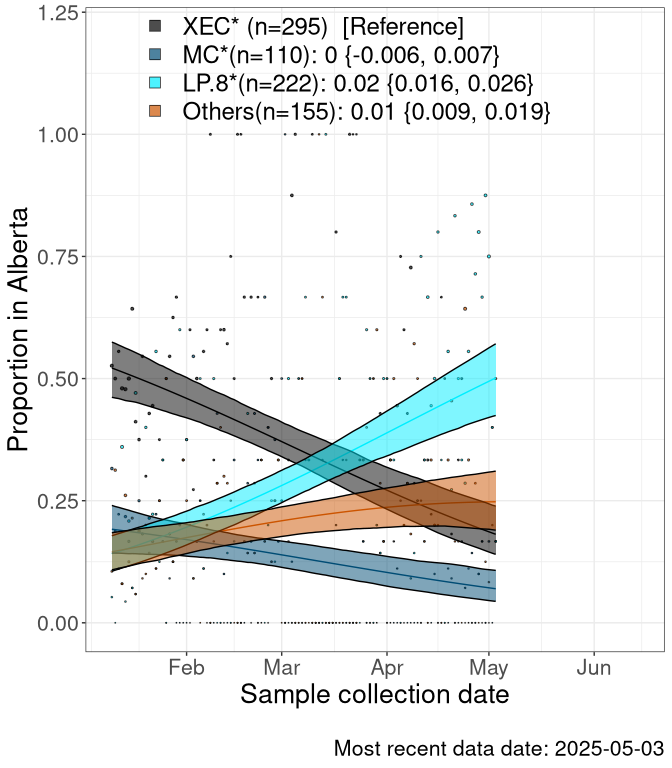 XEC* (n=295)  [Reference]
MC*(n=110): 0 {-0.006, 0.007}
LP.8*(n=222): 0.02 {0.016, 0.026}
Others(n=155): 0.01 {0.009, 0.019}
Proportion in Alberta
1.25
1.00
0.75
0.50
0.25
0.00
Feb Mar Apr May Jun
Sample collection date
Most recent data date: 2025-05-03